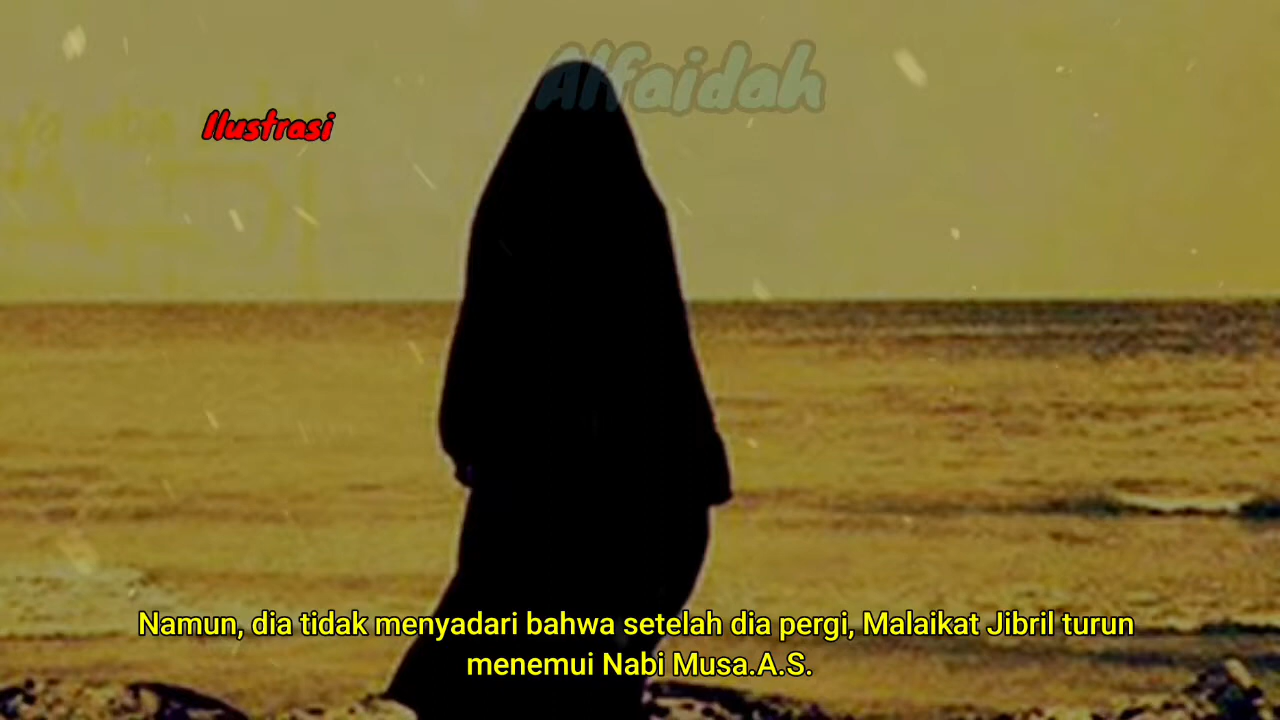 Alfaidah
Ilustrasi
Namun, dia tidak menyadari bahwa setelah dia pergi, Malaikat Jibril turun
menemui Nabi Musa.A.S.